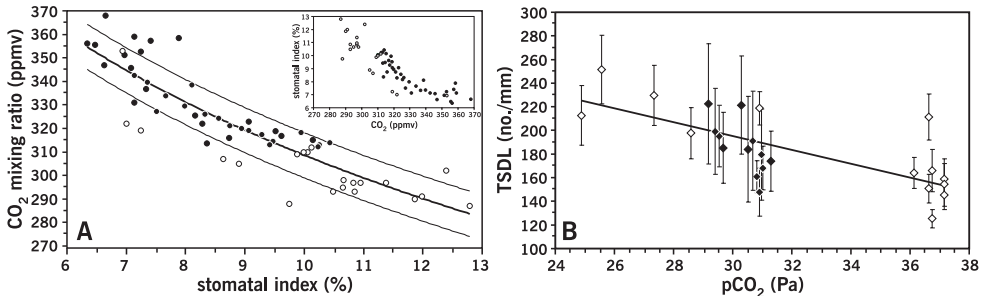 370
360
350
340
330
320
310
300
290
280
270
CO2 mixing ratio (ppmv)
A
6 7 8 9 10 11 12 13
stomatal index (%)
13
12
11
10
9
8
7
6
stomatal index (%)
270 280 290 300 310 320 330 340 350 360 370
CO2 (ppmv)
300
280
260
240
220
200
180
160
140
120
100
TSDL (no./mm)
B
24 26 28 30 32 34 36 38
pCO2 (Pa)